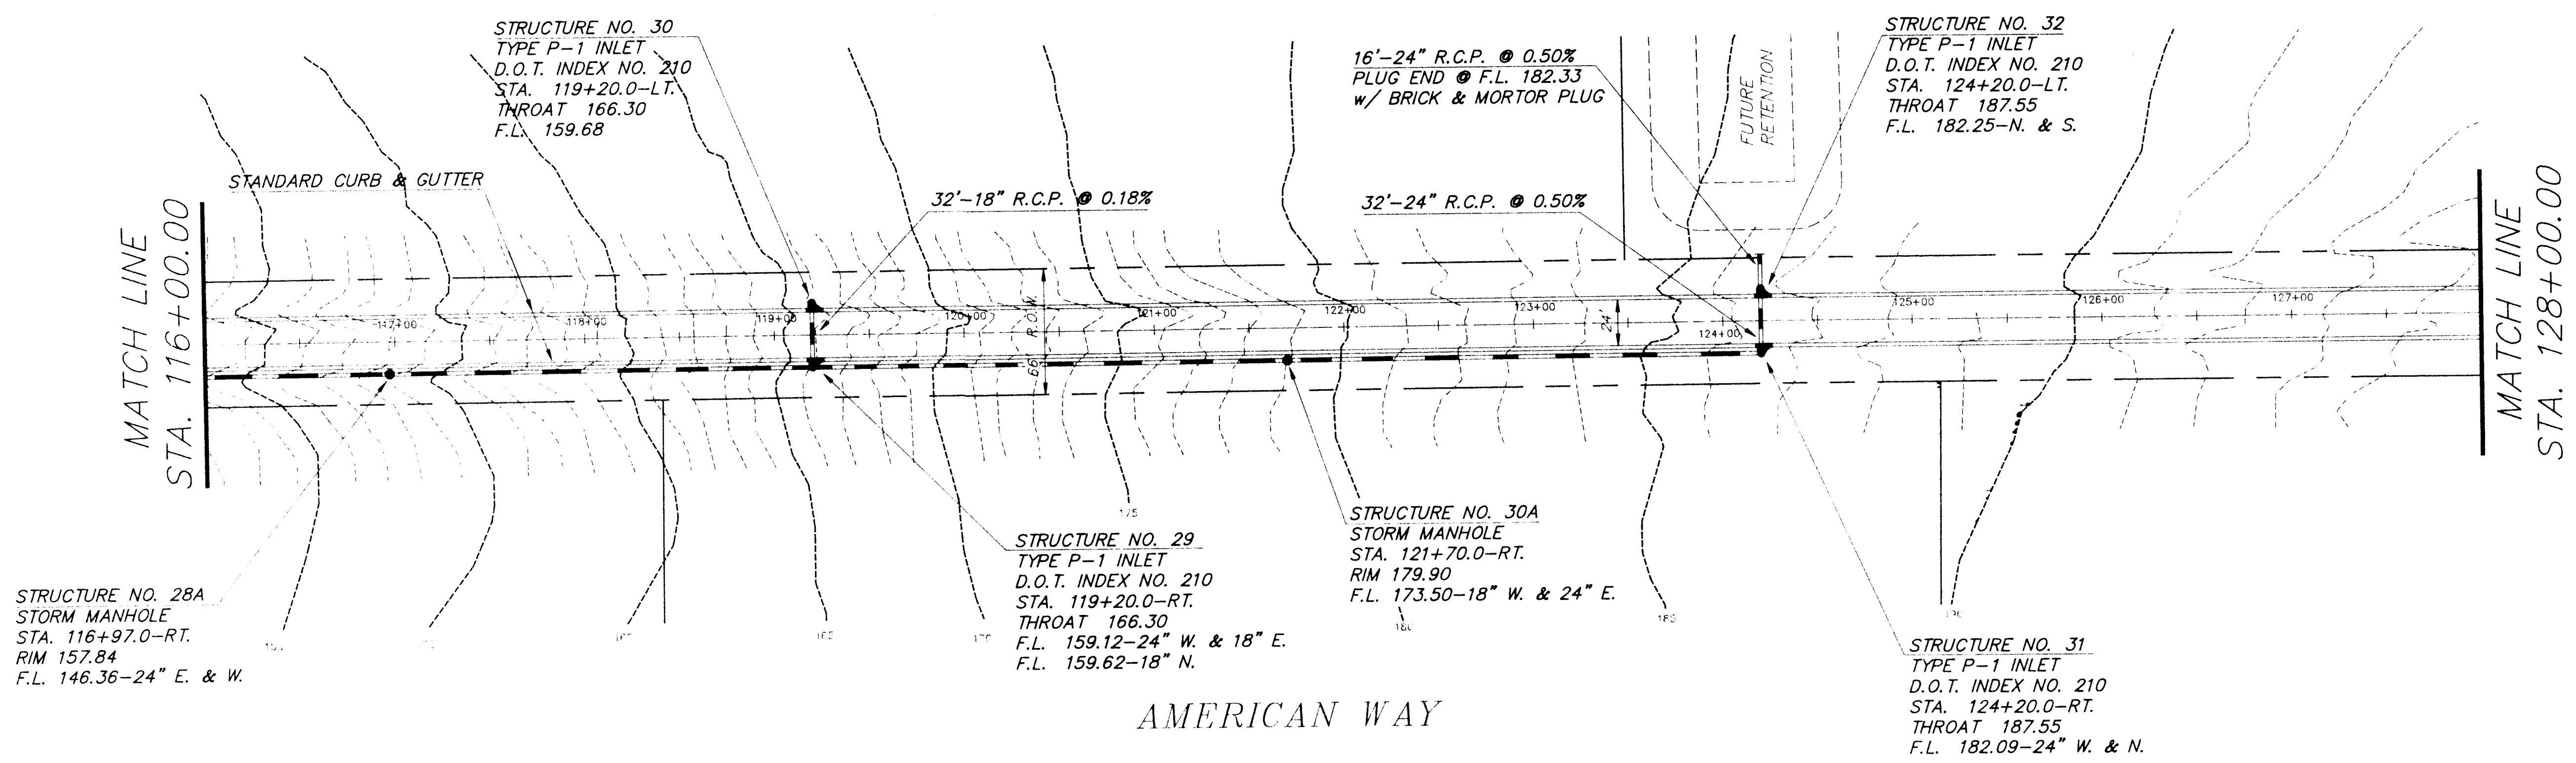 STRUCTURE NO. 30
TYPE P-1 INLET
D.O.T. INDEX NO. 210
STA. 119+20.0-LT.
THROAT 166.30
F.L. 159.68
16'-24" R.C.P. @ 0.50%
PLUG END @ F.L. 182.33
w/ BRICK & MORTOR PLUG
FUTURE
RETENTION
STRUCTURE NO. 32
TYPE P-1 INLET
D.O.T. INDEX NO. 210
STA. 124+20.0-LT.
THROAT 187.55
F.L. 182.25-N. & S.
STANDARD CURB & GUTTER
32'-18" R.C.P. @ 0.18%
32'-24" R.C.P. @ 0.50%
MATCH LINE
STA. 116+00.00
117+00
118+00
119+00
120+00
121+00
122+00
123+00
124+00
125+00
126+00
127+00
66' R.O.W.
24'
MATCH LINE
STA. 128+00.00
STRUCTURE NO. 28A
STORM MANHOLE
STA. 116+97.0-RT.
RIM 157.84
F.L. 146.36-24" E. & W.
165
175
STRUCTURE NO. 29
TYPE P-1 INLET
D.O.T. INDEX NO. 210
STA. 119+20.0-RT.
THROAT 166.30
F.L. 159.12-24" W. & 18" E.
F.L. 159.62-18" N.
STRUCTURE NO. 30A
STORM MANHOLE
STA. 121+70.0-RT.
RIM 179.90
F.L. 173.50-18" W. & 24" E.
180
185
190
STRUCTURE NO. 31
TYPE P-1 INLET
D.O.T. INDEX NO. 210
STA. 124+20.0-RT.
THROAT 187.55
F.L. 182.09-24" W. & N.
AMERICAN WAY